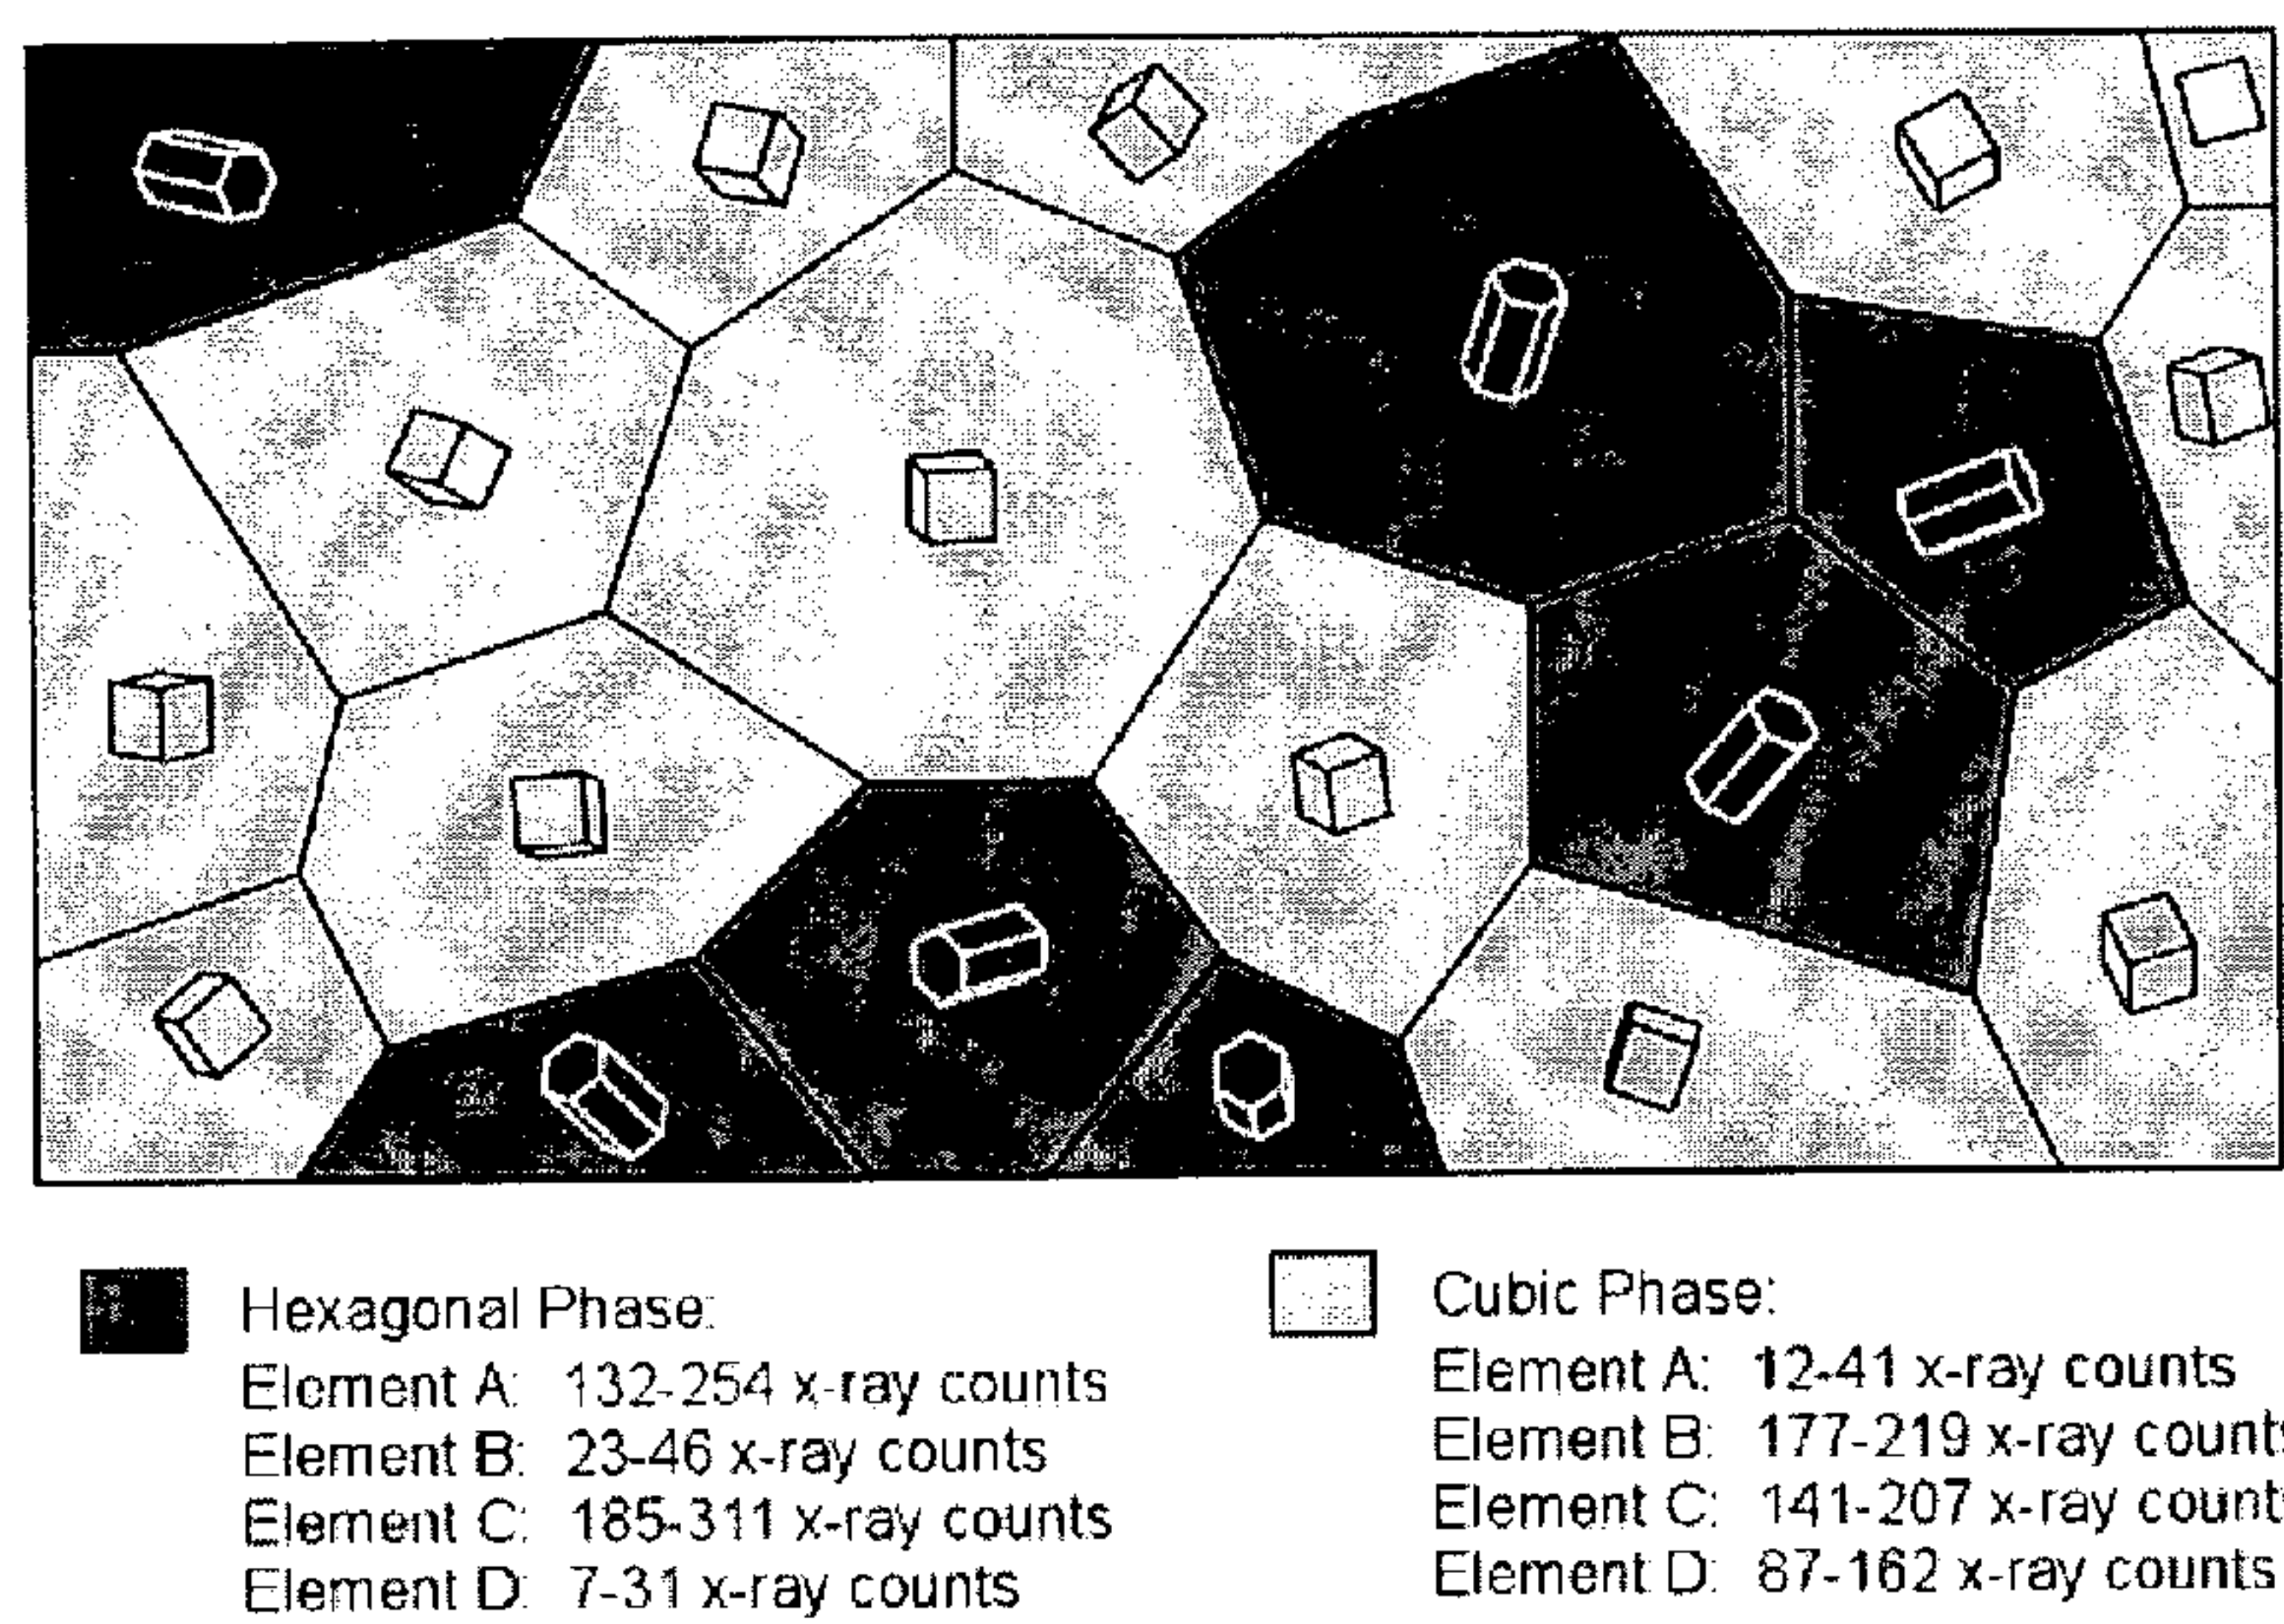 Hexagonal Phase:
Element A: 132-254 x-ray counts
Element B: 23-46 x-ray counts
Element C: 185-311 x-ray counts
Element D: 7-31 x-ray counts
Cubic Phase:
Element A: 12-41 x-ray counts
Element B: 177-219 x-ray counts
Element C: 141-207 x-ray count
Element D: 87-162 x-ray counts